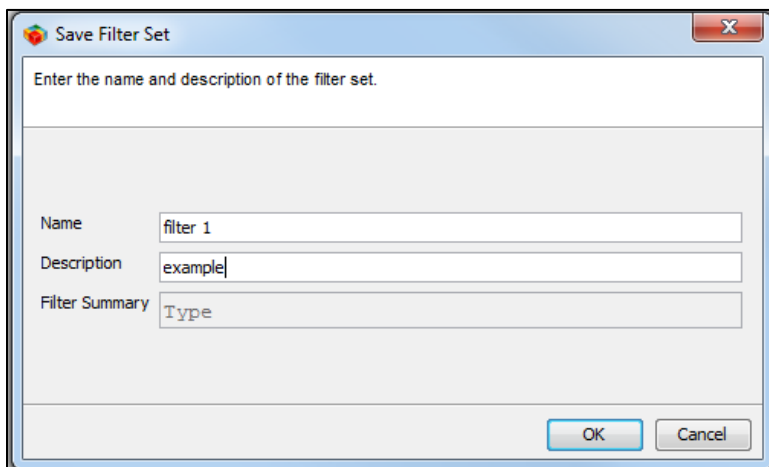 Save Filter Set
Enter the name and description of the filter set.
Name filter 1
Description example
Filter Summary Type
OK Cancel